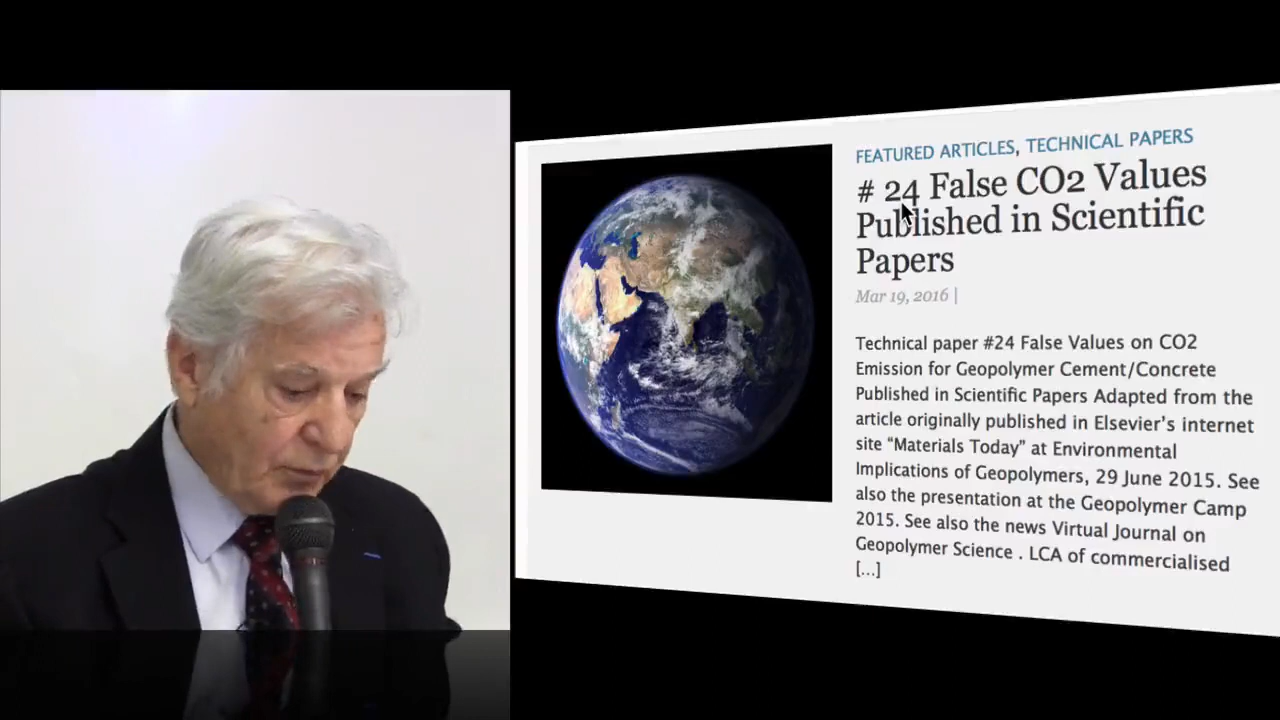 FEATURED ARTICLES, TECHNICAL PAPERS
# 24 False CO2 Values
Published in Scientific
Papers
Mar 19, 2016 |
Technical paper #24 False Values on CO2
Emission for Geopolymer Cement/Concrete
Published in Scientific Papers Adapted from the
article originally published in Elsevier's internet
site “Materials Today” at Environmental
Implications of Geopolymers, 29 June 2015. See
also the presentation at the Geopolymer Camp
2015. See also the news Virtual Journal on
Geopolymer Science . LCA of commercialised
[...]